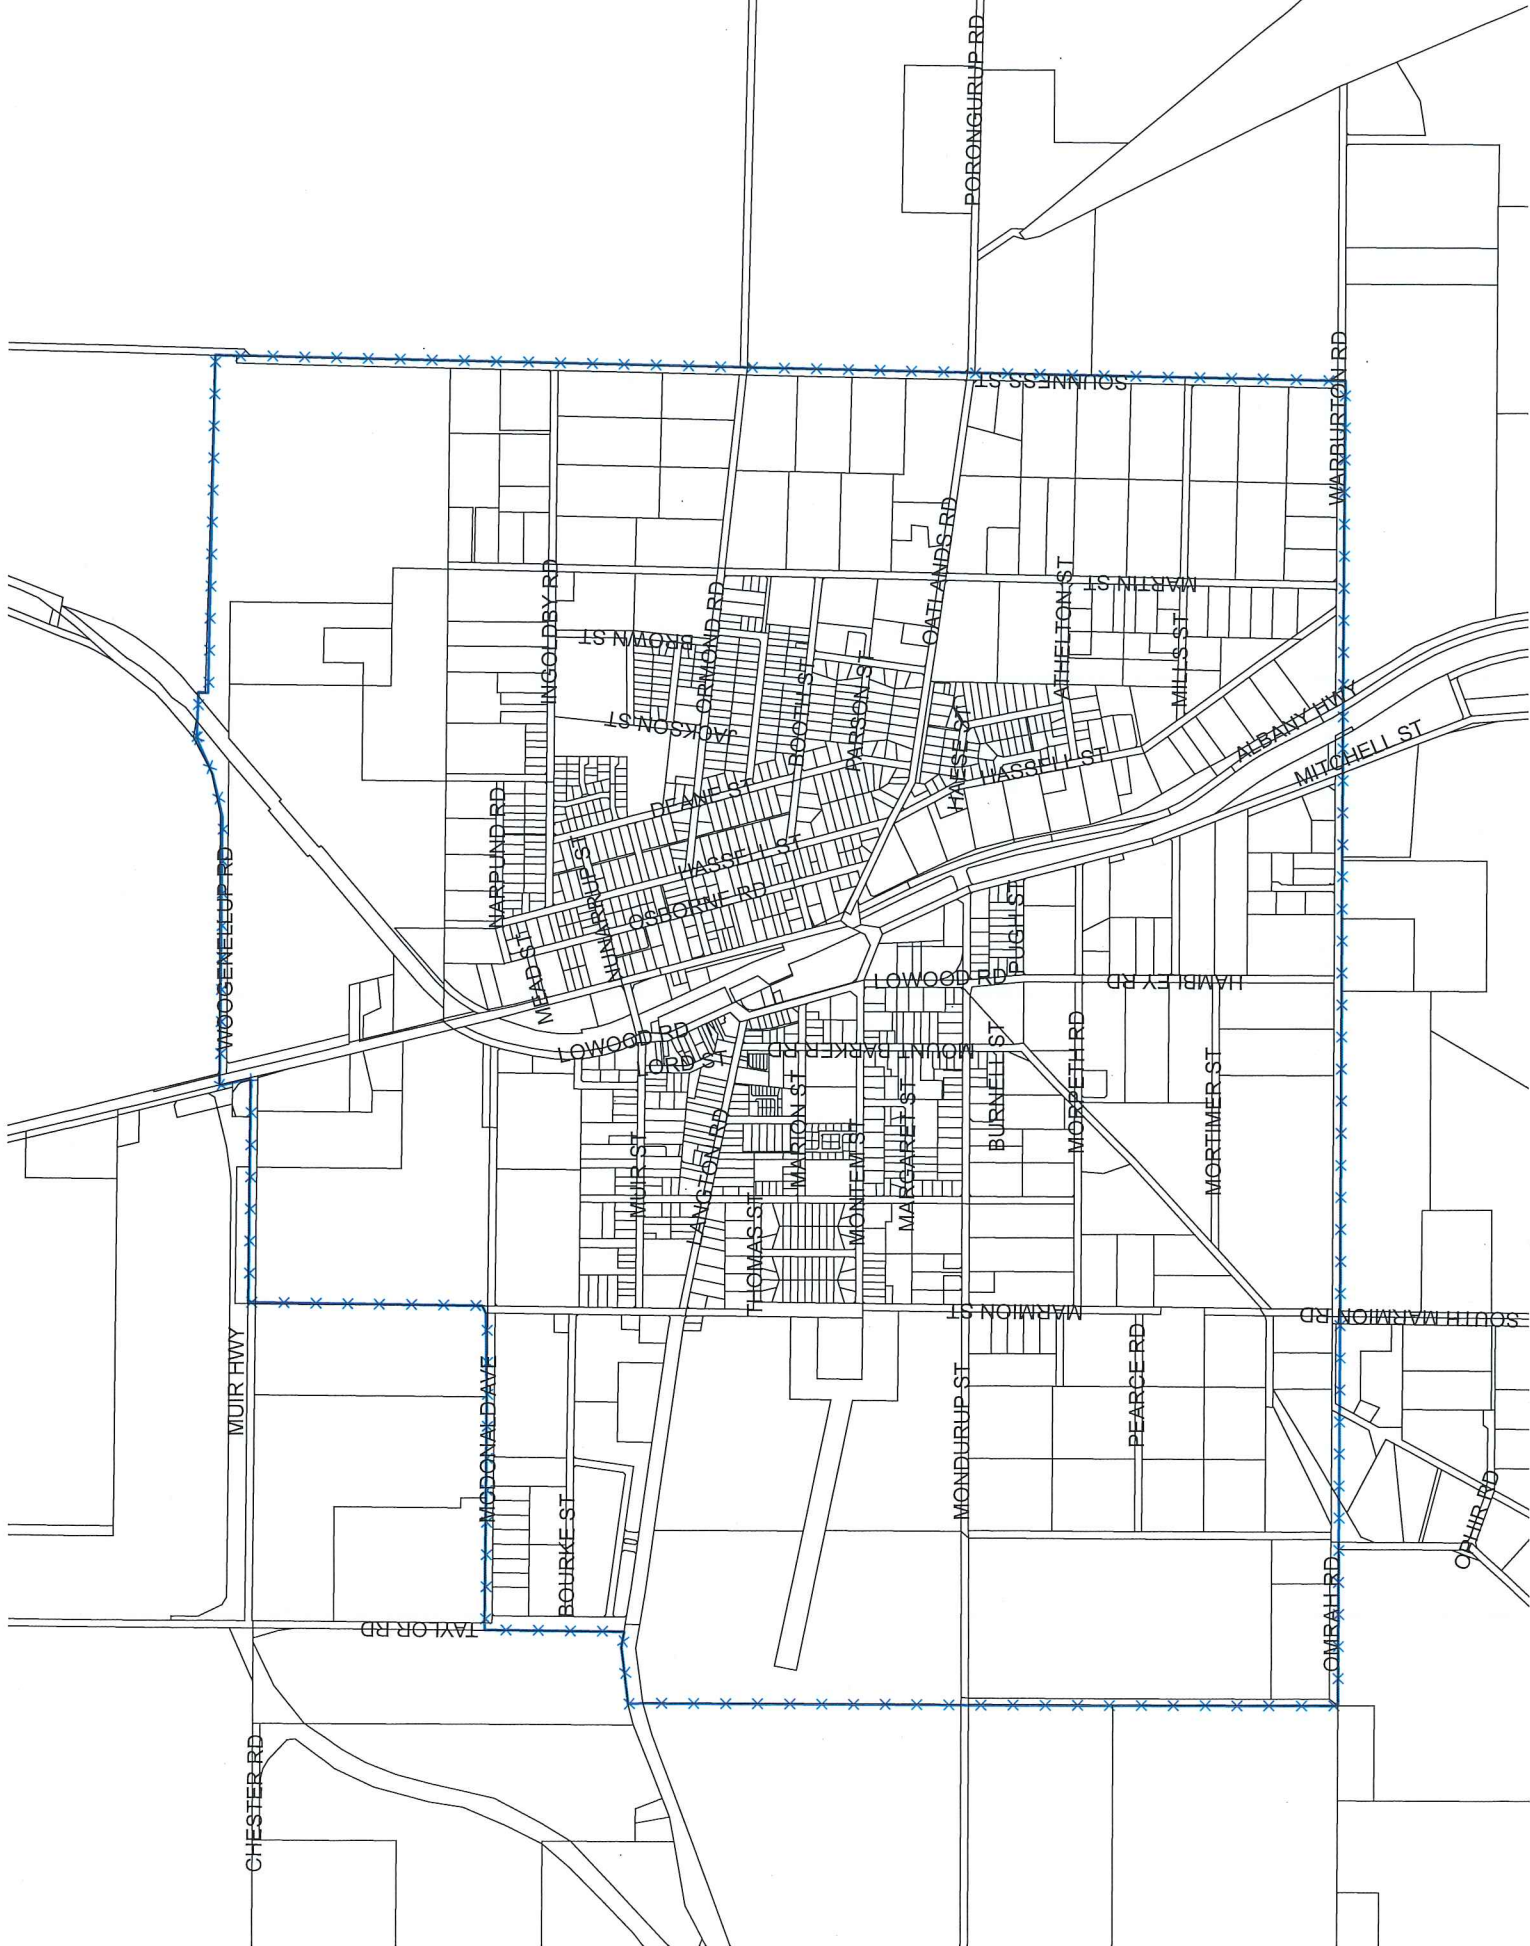 PORONGURUP RD
SOUNNESS ST
WARBURTON RD
OATLANDS RD
INGOLDBY RD
ATHELTON ST
MARTIN ST
ORMOND RD
BROWN ST
MILLS ST
BOOTH ST
PARSON ST
JACKSON ST
ALBANY HWY
HAESE ST
HASSELL ST
MITCHELL ST
DEANE ST
NARPUND RD
HASSELL ST
NUNARRUP ST
OSBORNE RD
WOOGENELLUP RD
PUGH ST
MEAD ST
LOWOOD RD
HAMBLEY RD
LOWOOD RD
LORD ST
MOUNT BARKER RD
BURNELL ST
MORPETH RD
MARION ST
MORTIMER ST
MUIR ST
LANGTON RD
MONTEM ST
MARGARET ST
THOMAS ST
MARMION ST
SOUTH MARMION RD
MUIR HWY
MCDONALD AVE
MONDURUP ST
PEARCE RD
BOURKE ST
OPHIR RD
OMRAH RD
TAYLOR RD
CHESTER RD